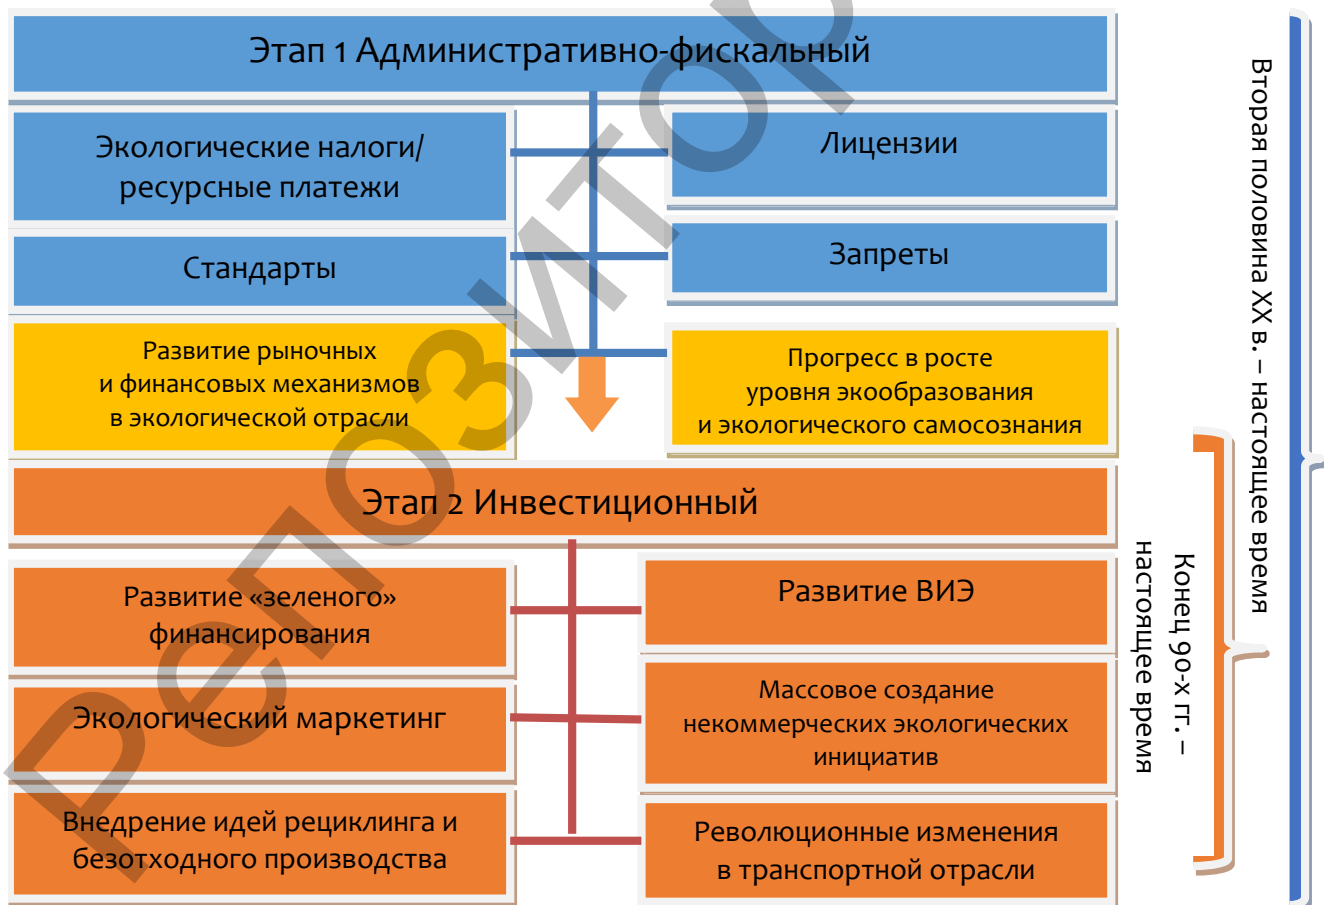 Этап 1 Административно-фискальный
Экологические налоги/
ресурсные платежи
Лицензии
Стандарты
Запреты
Развитие рыночных
и финансовых механизмов
в экологической отрасли
Прогресс в росте
уровня экообразования
и экологического самосознания
Этап 2 Инвестиционный
Развитие «зеленого»
финансирования
Развитие ВИЭ
Экологический маркетинг
Массовое создание
некоммерческих экологических
инициатив
Внедрение идей рециклинга и
безотходного производства
Революционные изменения
в транспортной отрасли
Конец 90-х гг. –
настоящее время
Вторая половина XX в. – настоящее время
Репозитор